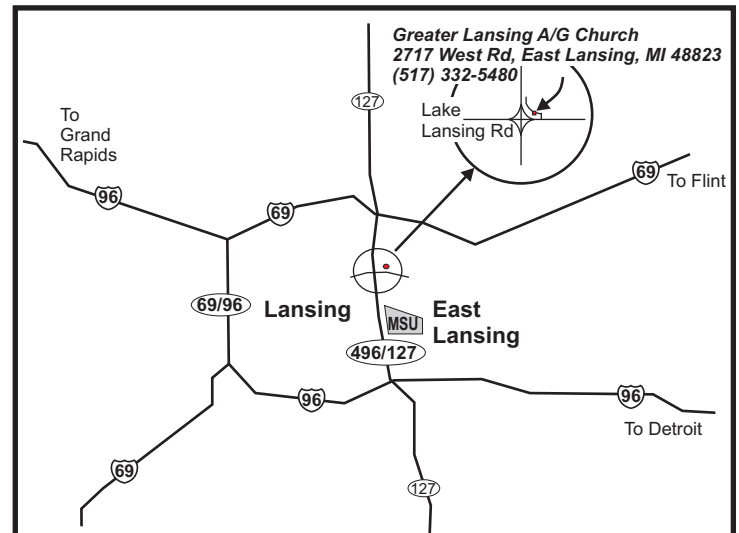 Greater Lansing A/G Church
2717 West Rd, East Lansing, MI 48823
(517) 332-5480
127
Lake
Lansing Rd
To
Grand
Rapids
96
69
69
To Flint
69/96
Lansing
MSU
East
Lansing
496/127
96
96
To Detroit
69
127